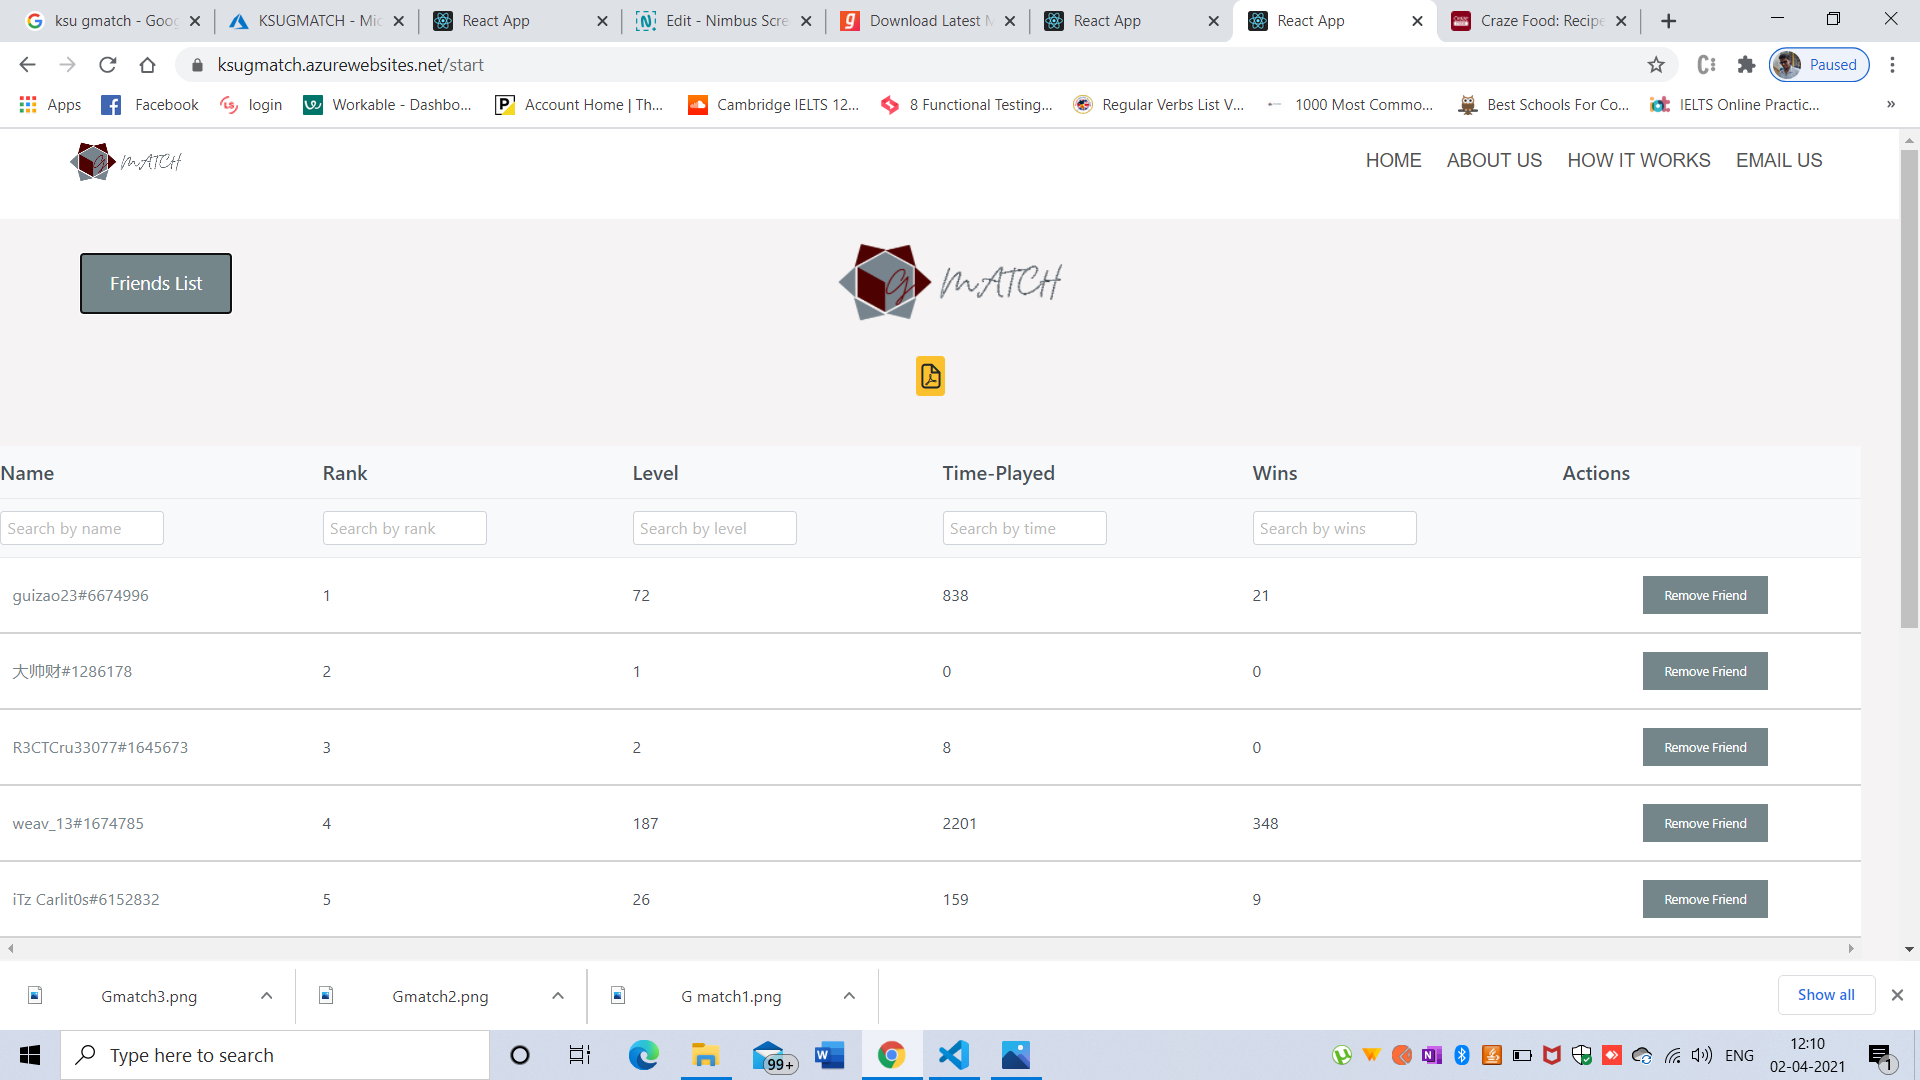 ksu gmatch - Goog
KSUGMATCH - Mic
React App
Edit - Nimbus Scre
Download Latest M
React App
React App
Craze Food: Recipe
ksugmatch.azurewebsites.net/start
Paused
Apps
Facebook
login
Workable - Dashbo...
Account Home | Th...
Cambridge IELTS 12...
8 Functional Testing...
Regular Verbs List V...
1000 Most Commo...
Best Schools For Co...
IELTS Online Practic...
»
g MATCH
HOME ABOUT US HOW IT WORKS EMAIL US
Friends List
g MATCH
Name Rank Level Time-Played Wins Actions
Search by name Search by rank Search by level Search by time Search by wins
guizao23#6674996 1 72 838 21 Remove Friend
大帅财#1286178 2 1 0 0 Remove Friend
R3CTCru33077#1645673 3 2 8 0 Remove Friend
weav_13#1674785 4 187 2201 348 Remove Friend
iTz Carlit0s#6152832 5 26 159 9 Remove Friend
Gmatch3.png
Gmatch2.png
G match1.png
Show all
Type here to search
99+
ENG
12:10
02-04-2021
1